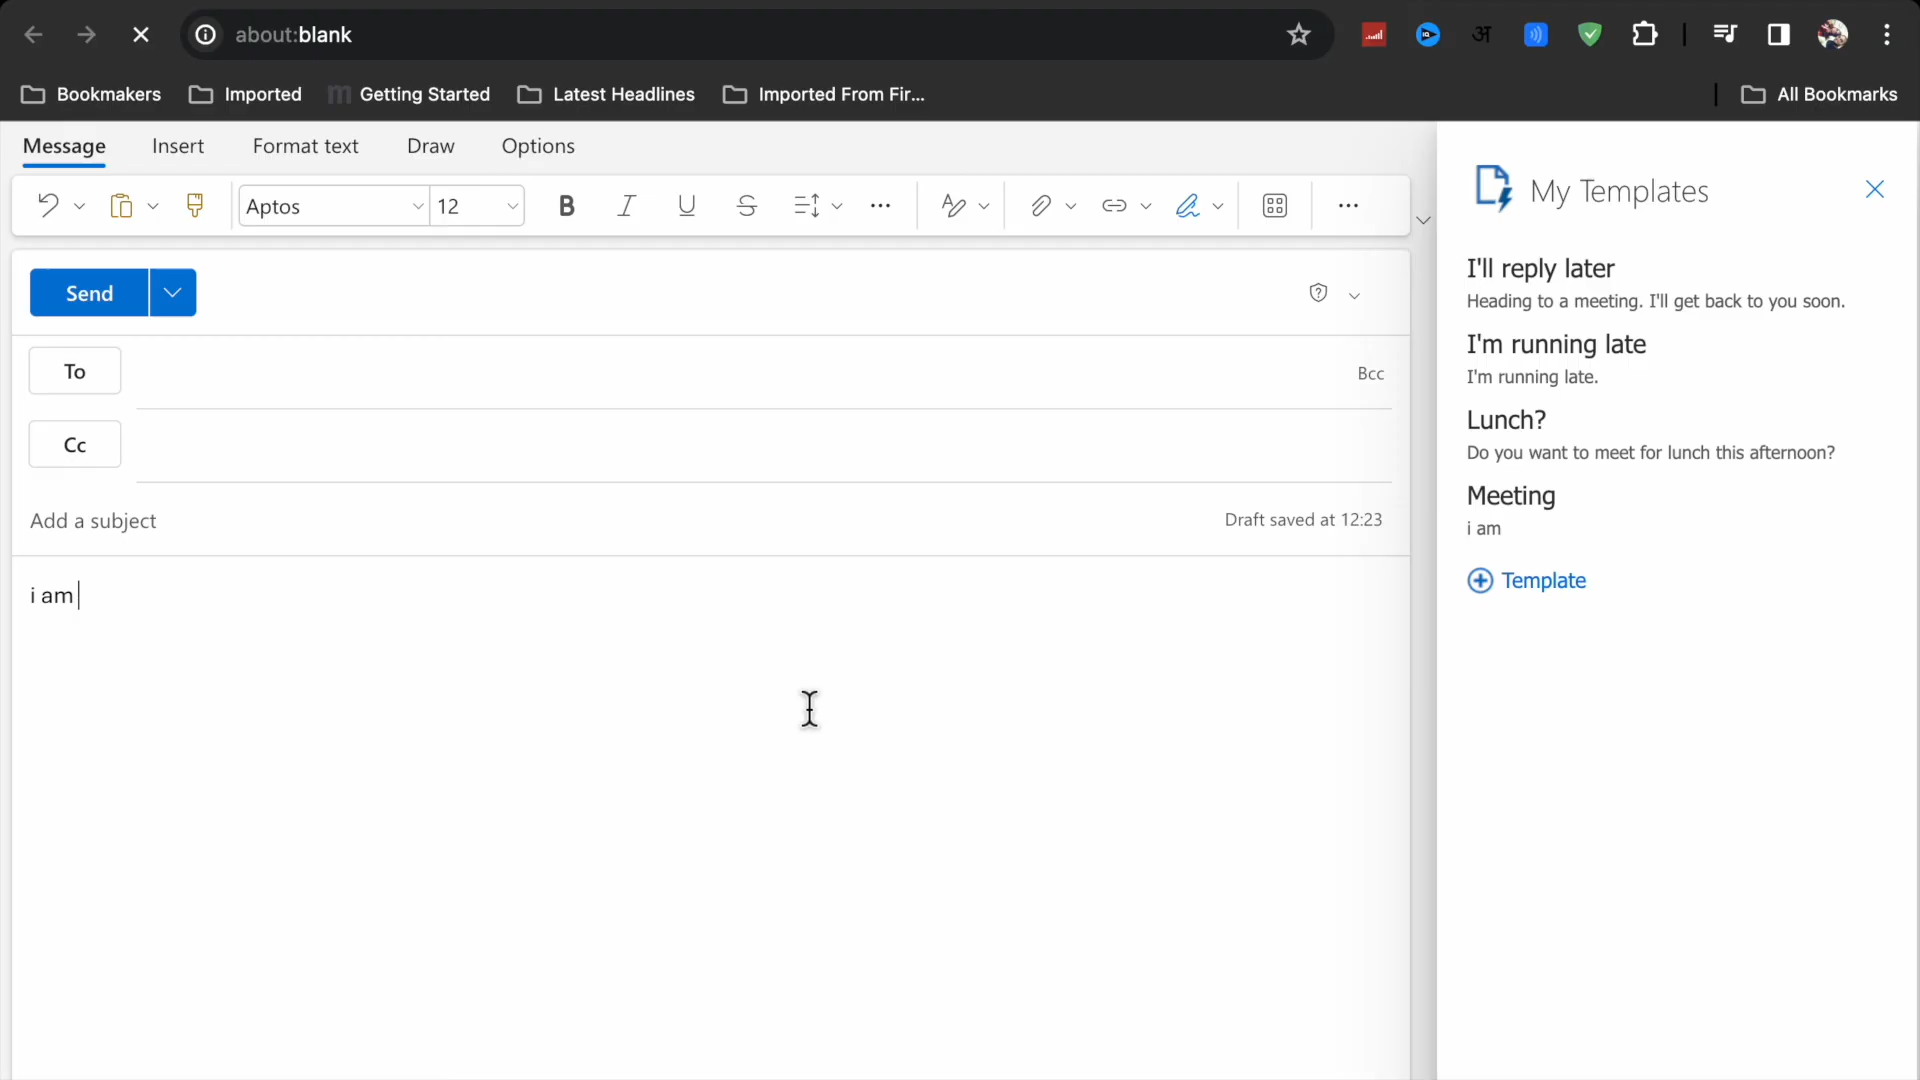 about:blank
Bookmakers Imported Getting Started Latest Headlines Imported From Fir... All Bookmarks
Message Insert Format text Draw Options
Aptos 12
Send
To Bcc
Cc
Add a subject Draft saved at 12:23
i am
My Templates
I'll reply later
Heading to a meeting. I'll get back to you soon.
I'm running late
I'm running late.
Lunch?
Do you want to meet for lunch this afternoon?
Meeting
i am
Template